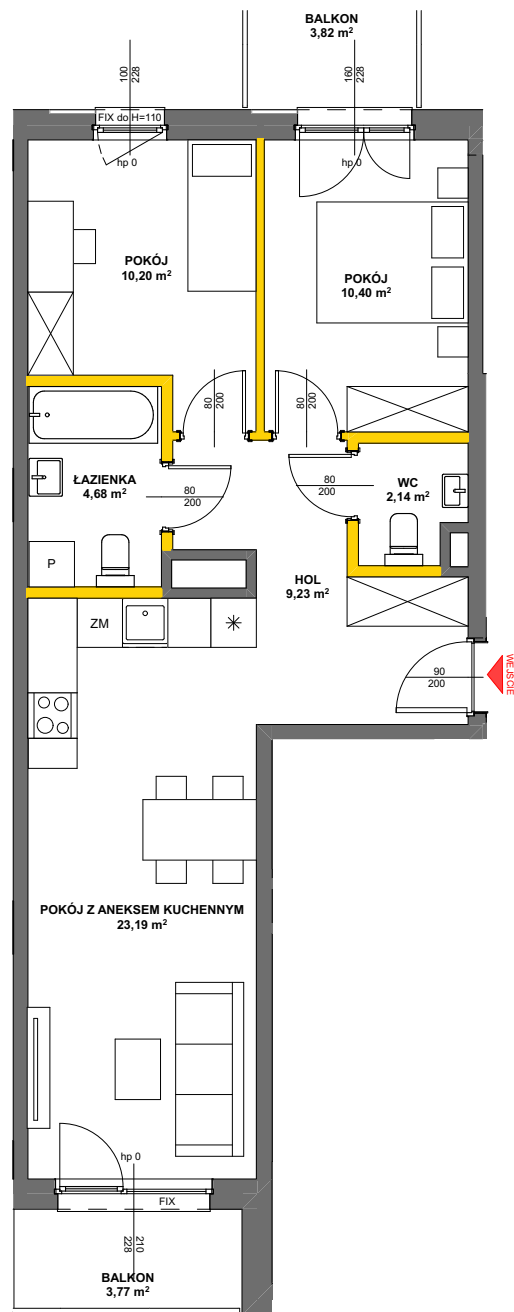 BALKON
3,82 m²
100
228
160
228
FIX do H=110
hp 0
hp 0
POKÓJ
10,20 m²
POKÓJ
10,40 m²
80
200
80
200
ŁAZIENKA
4,68 m²
80
200
80
200
WC
2,14 m²
P
HOL
9,23 m²
ZM
90
200
WEJŚCIE
POKÓJ Z ANEKSEM KUCHENNYM
23,19 m²
hp 0
FIX
210
228
BALKON
3,77 m²